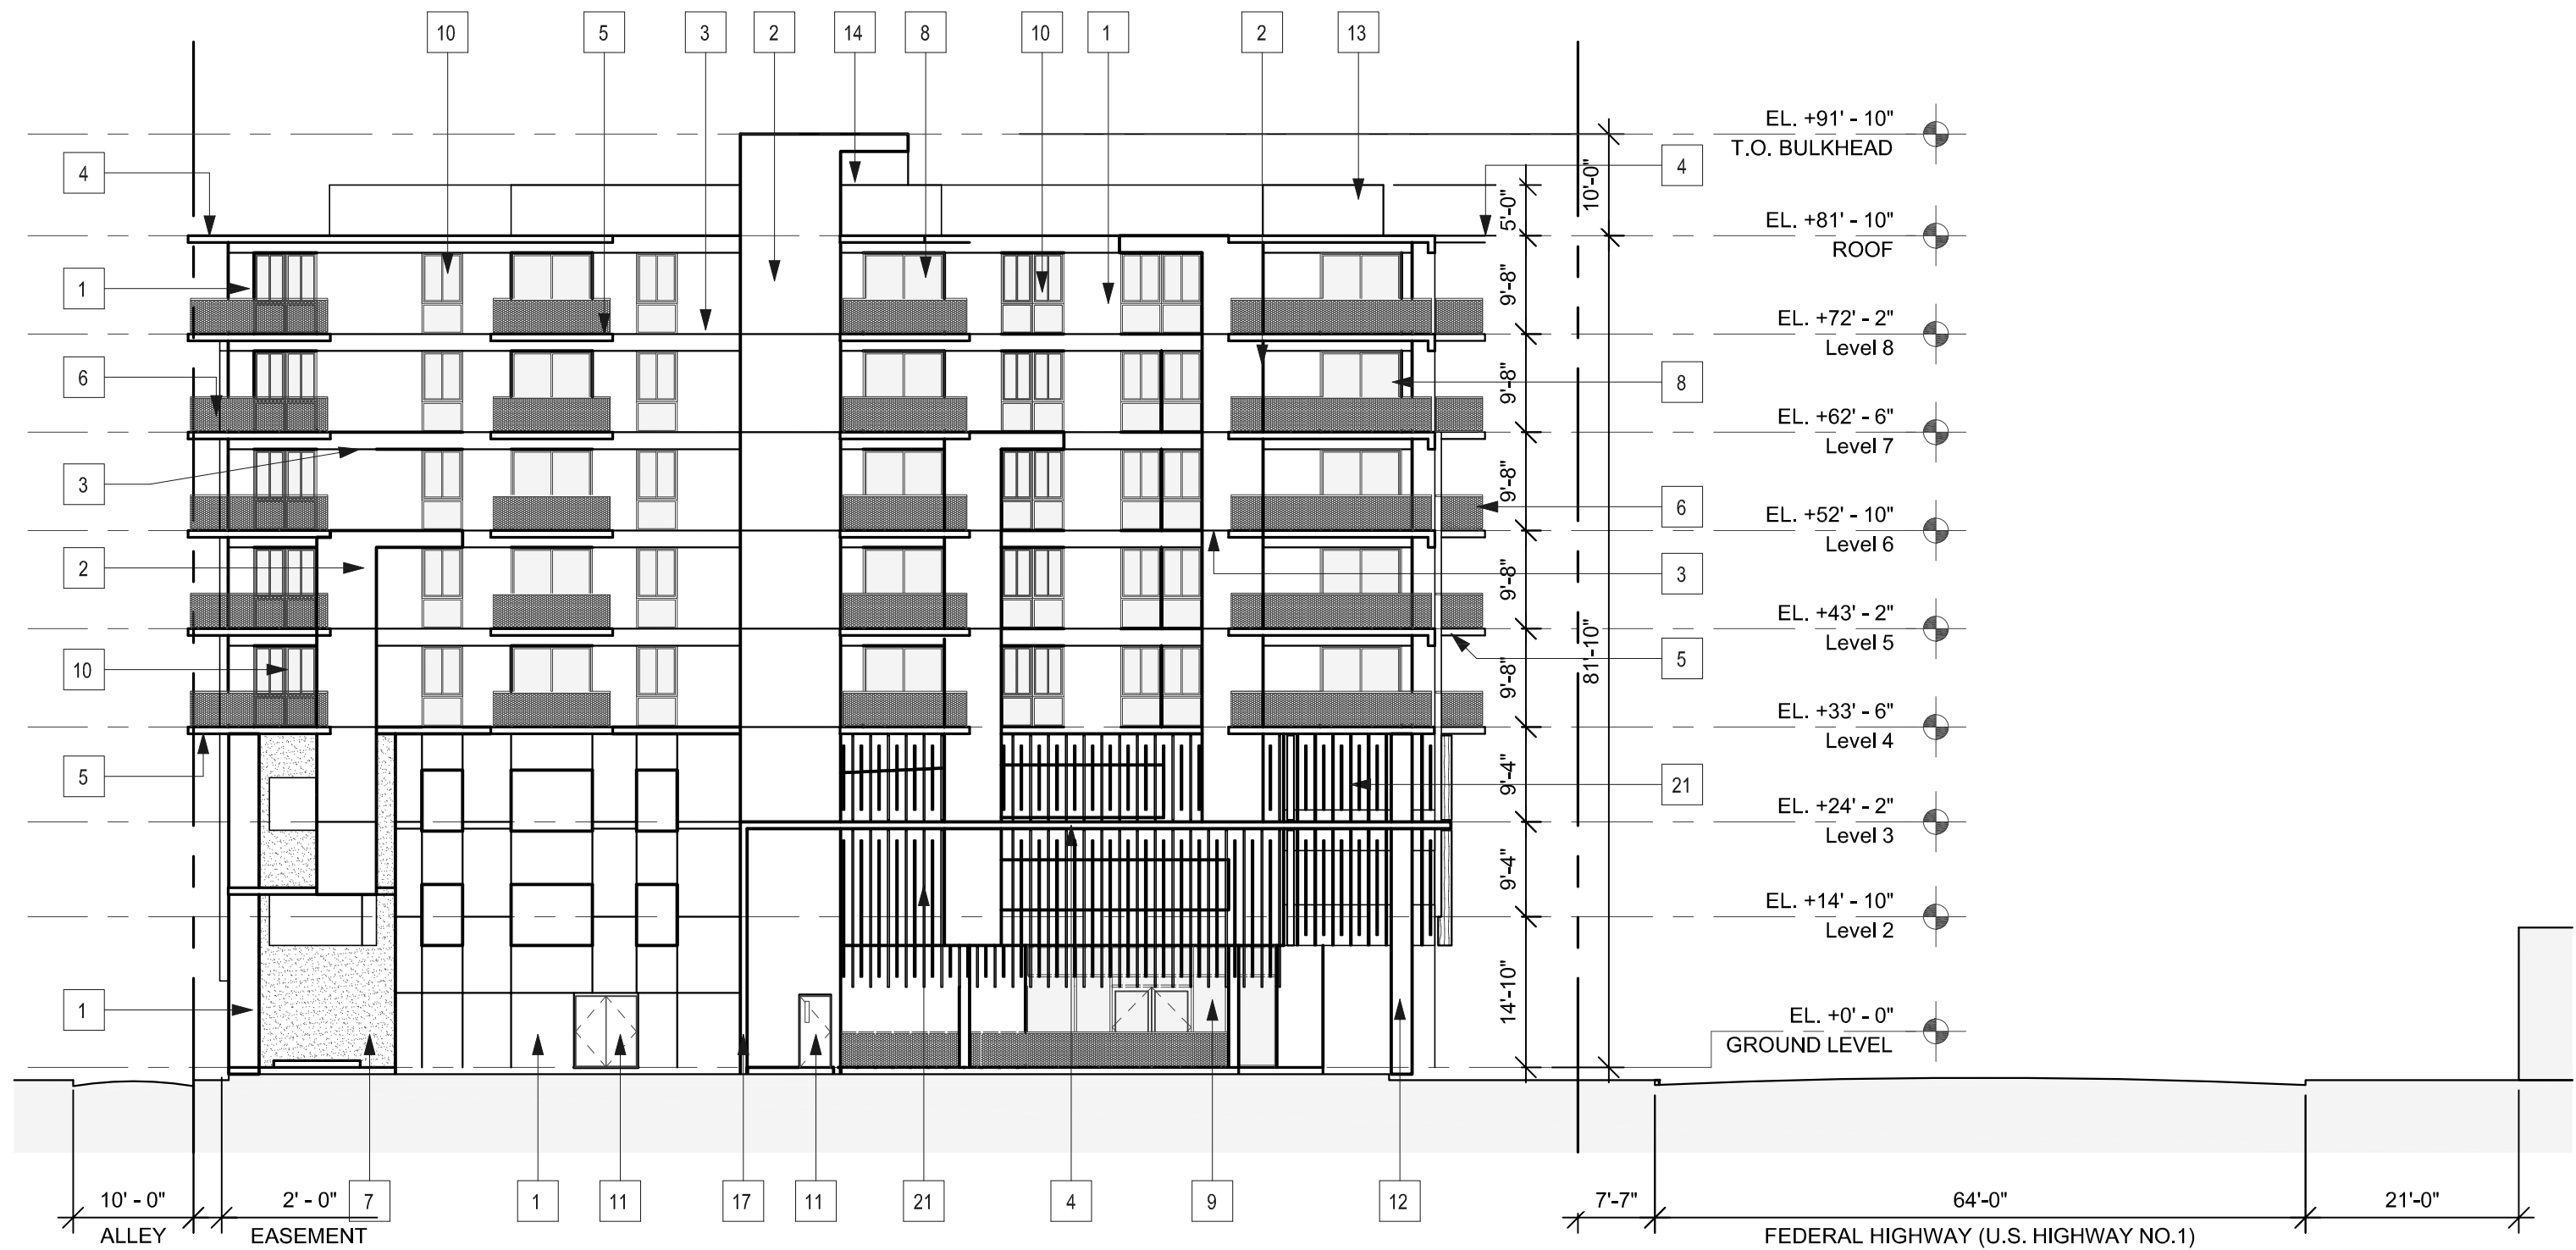 10 5 3 2 14 8 10 1 2 13
EL. +91' - 10"
T.O. BULKHEAD
4
4
10'-0"
5'-0"
EL. +81' - 10"
ROOF
1
9'-8"
EL. +72' - 2"
Level 8
6
9'-8"
8
EL. +62' - 6"
Level 7
3
9'-8"
6
EL. +52' - 10"
Level 6
2
9'-8"
3
EL. +43' - 2"
Level 5
10
9'-8"
81'-10"
5
EL. +33' - 6"
Level 4
5
9'-4"
21
EL. +24' - 2"
Level 3
9'-4"
EL. +14' - 10"
Level 2
1
14'-10"
EL. +0' - 0"
GROUND LEVEL
10' - 0" 2' - 0" 7 1 11 17 11 21 4 9 12 7'-7" 64'-0" 21'-0"
ALLEY EASEMENT FEDERAL HIGHWAY (U.S. HIGHWAY NO.1)